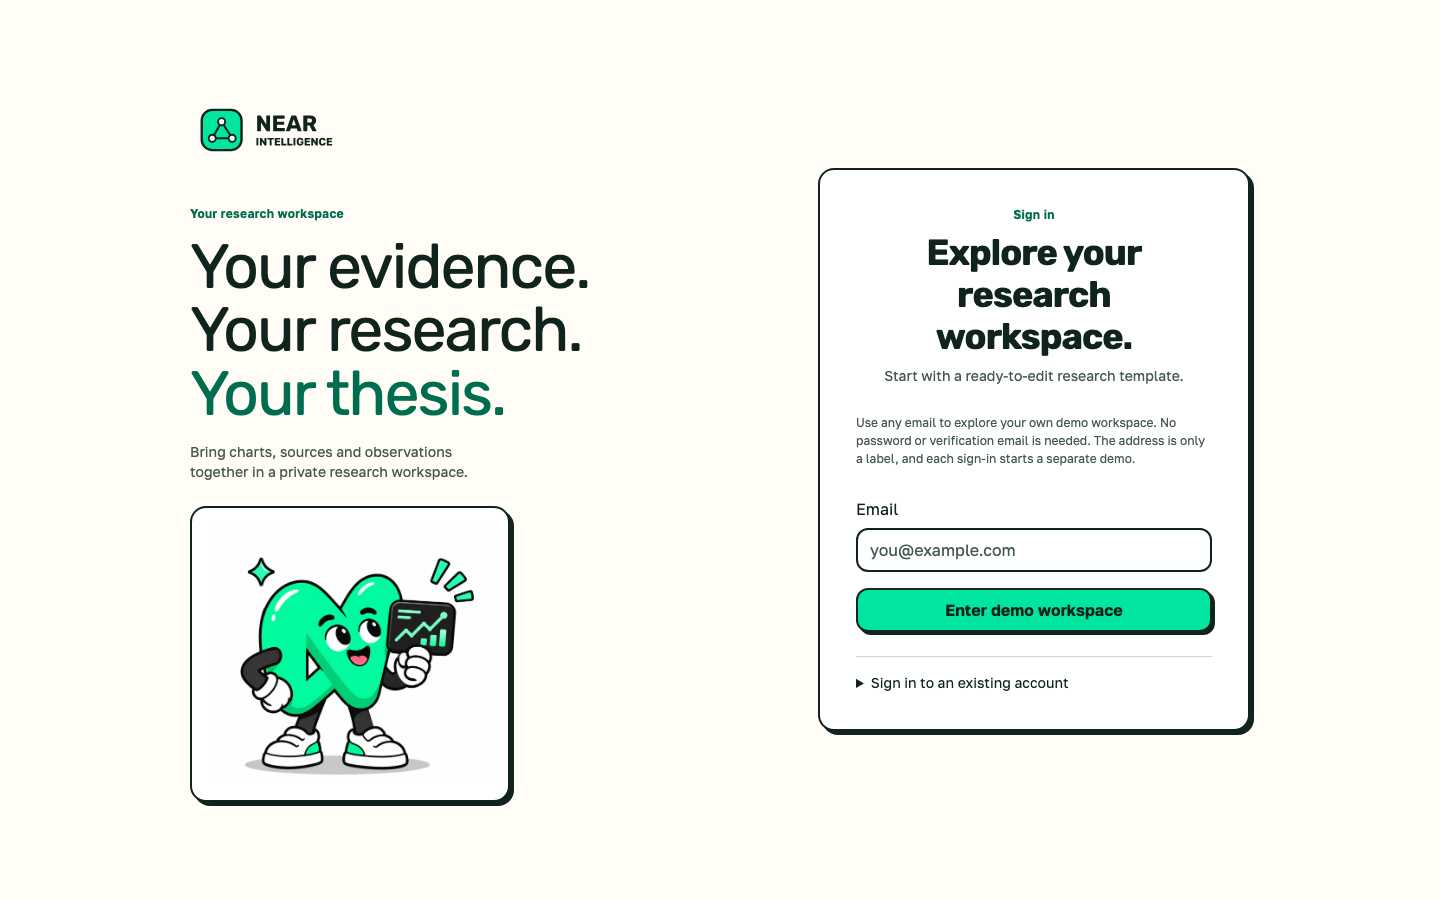 NEAR
INTELLIGENCE
Your research workspace
Your evidence.
Your research.
Your thesis.
Bring charts, sources and observations
together in a private research workspace.
Sign in
Explore your
research
workspace.
Start with a ready-to-edit research template.
Use any email to explore your own demo workspace. No
password or verification email is needed. The address is only
a label, and each sign-in starts a separate demo.
Email
you@example.com
Enter demo workspace
Sign in to an existing account